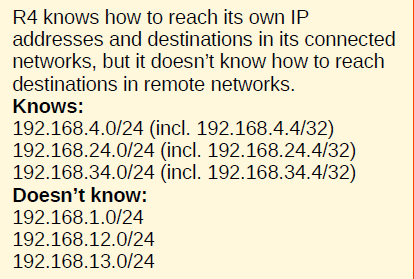 R4 knows how to reach its own IP
addresses and destinations in its connected
networks, but it doesn’t know how to reach
destinations in remote networks.
Knows:
192.168.4.0/24 (incl. 192.168.4.4/32)
192.168.24.0/24 (incl. 192.168.24.4/32)
192.168.34.0/24 (incl. 192.168.34.4/32)
Doesn’t know:
192.168.1.0/24
192.168.12.0/24
192.168.13.0/24